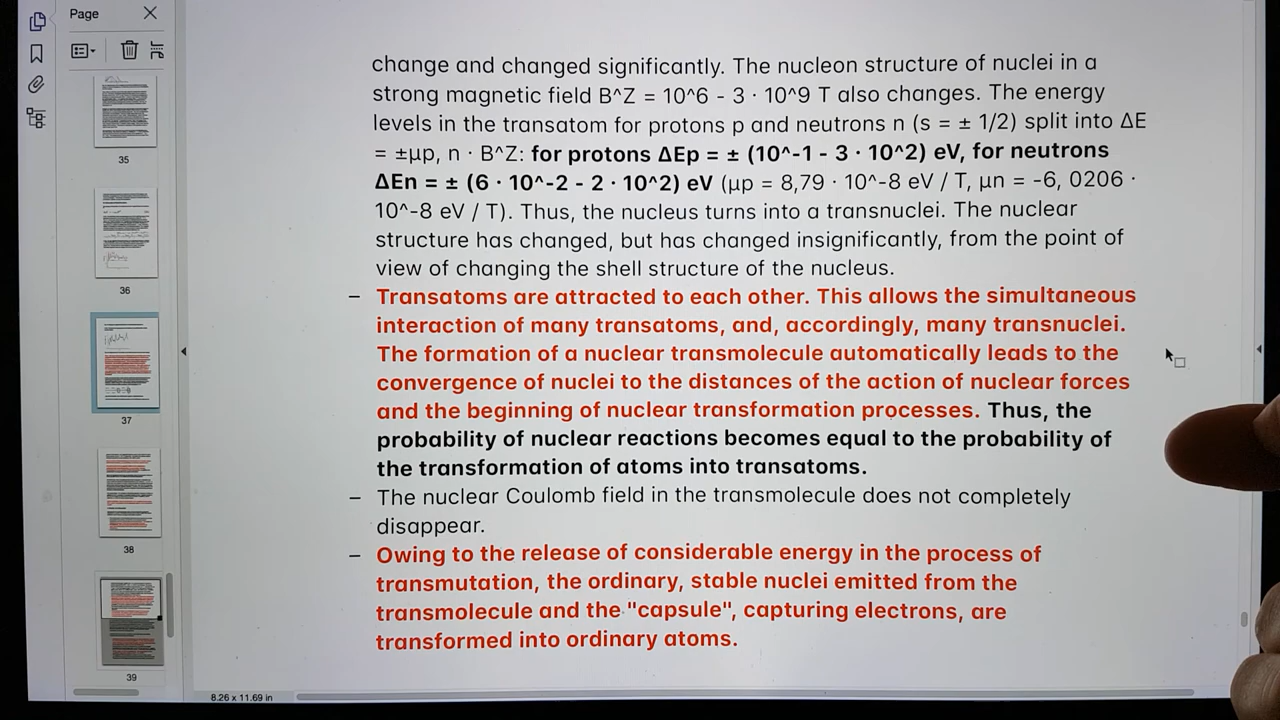 Page
35
36
37
38
39
8.26 x 11.69 in
change and changed significantly. The nucleon structure of nuclei in a
strong magnetic field B^Z = 10^6 - 3 · 10^9 T also changes. The energy
levels in the transatom for protons p and neutrons n (s = ± 1/2) split into ΔE
= ±μp, n · B^Z: for protons ΔEp = ± (10^-1 - 3 · 10^2) eV, for neutrons
ΔEn = ± (6 · 10^-2 - 2 · 10^2) eV (μp = 8,79 · 10^-8 eV / T, μn = -6, 0206 ·
10^-8 eV / T). Thus, the nucleus turns into a transnuclei. The nuclear
structure has changed, but has changed insignificantly, from the point of
view of changing the shell structure of the nucleus.
– Transatoms are attracted to each other. This allows the simultaneous
interaction of many transatoms, and, accordingly, many transnuclei.
The formation of a nuclear transmolecule automatically leads to the
convergence of nuclei to the distances of the action of nuclear forces
and the beginning of nuclear transformation processes. Thus, the
probability of nuclear reactions becomes equal to the probability of
the transformation of atoms into transatoms.
– The nuclear Coulomb field in the transmolecule does not completely
disappear.
– Owing to the release of considerable energy in the process of
transmutation, the ordinary, stable nuclei emitted from the
transmolecule and the "capsule", capturing electrons, are
transformed into ordinary atoms.